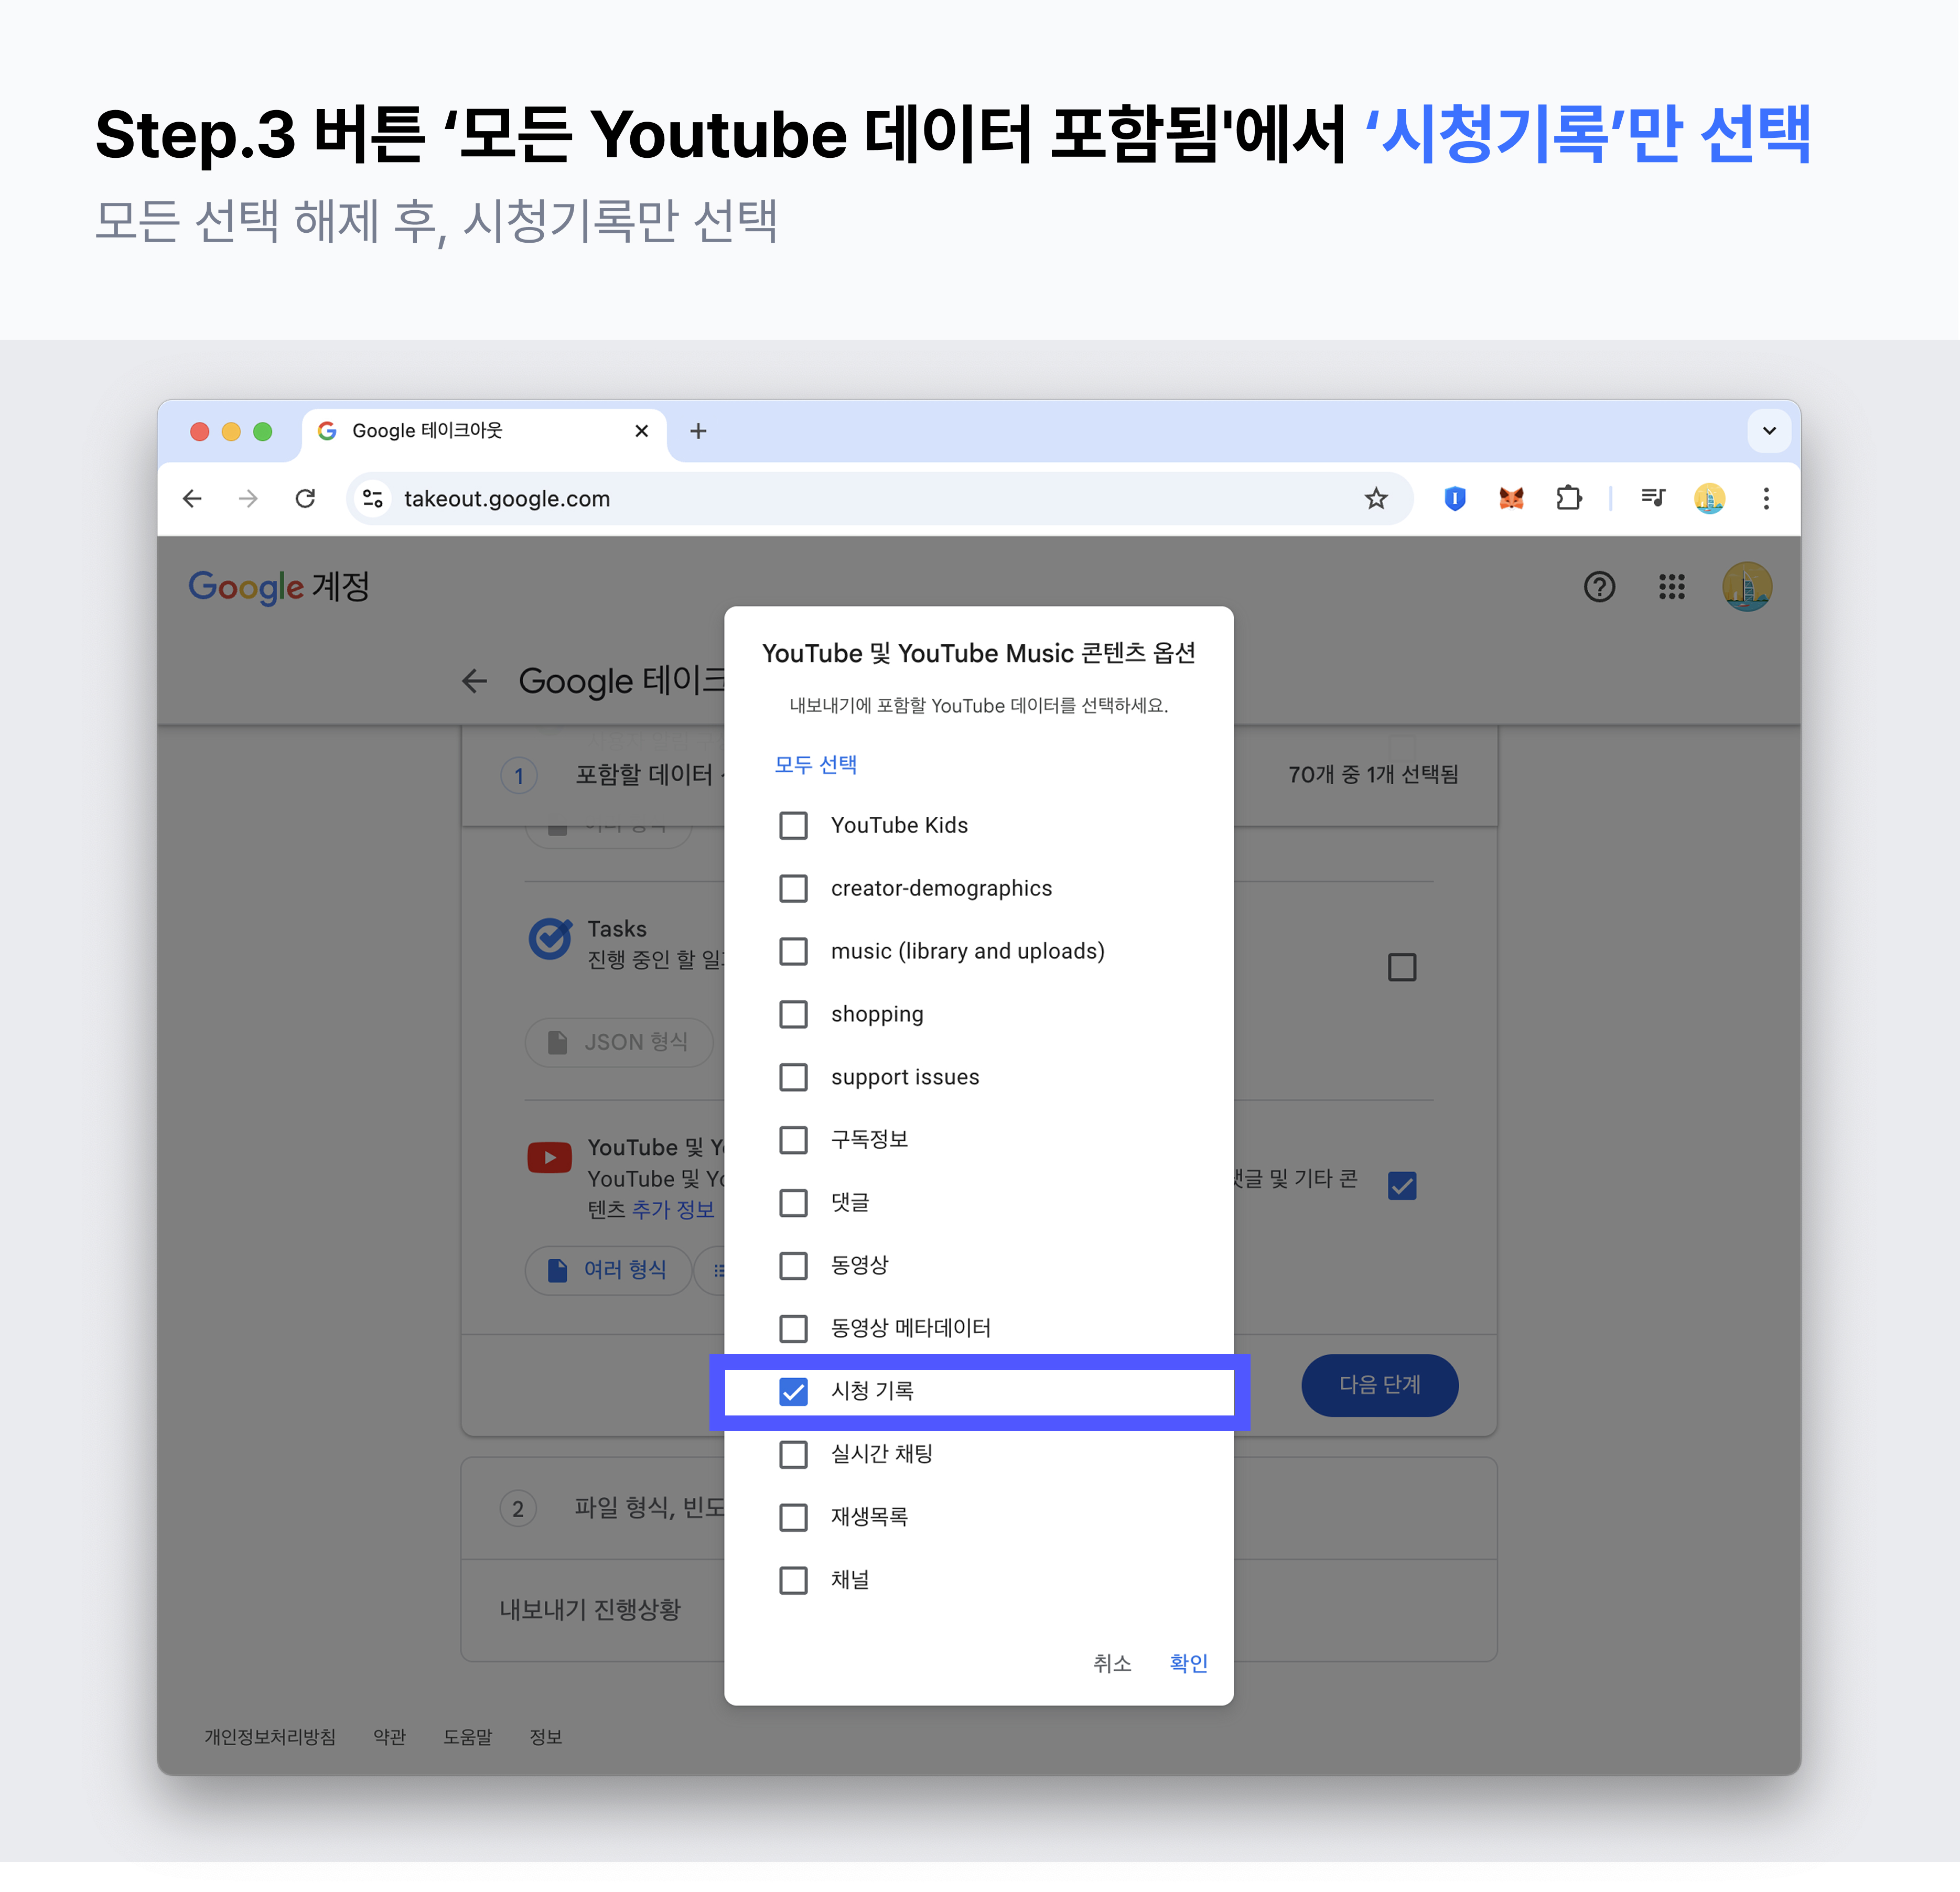 Step.3 버튼 ‘모든 Youtube 데이터 포함됨'에서 ‘시청기록’만 선택
모든 선택 해제 후, 시청기록만 선택
Google 테이크아웃
takeout.google.com
Google 계정
Google 테이크
1 포함할 데이터
70개 중 1개 선택됨
Tasks
진행 중인 할 일
JSON 형식
YouTube 및
YouTube 및
댓글 및 기타 콘
텐츠 추가 정보
여러 형식
다음 단계
2 파일 형식, 빈도
내보내기 진행상황
YouTube 및 YouTube Music 콘텐츠 옵션
내보내기에 포함할 YouTube 데이터를 선택하세요.
모두 선택
YouTube Kids
creator-demographics
music (library and uploads)
shopping
support issues
구독정보
댓글
동영상
동영상 메타데이터
시청 기록
실시간 채팅
재생목록
채널
취소 확인
개인정보처리방침 약관 도움말 정보